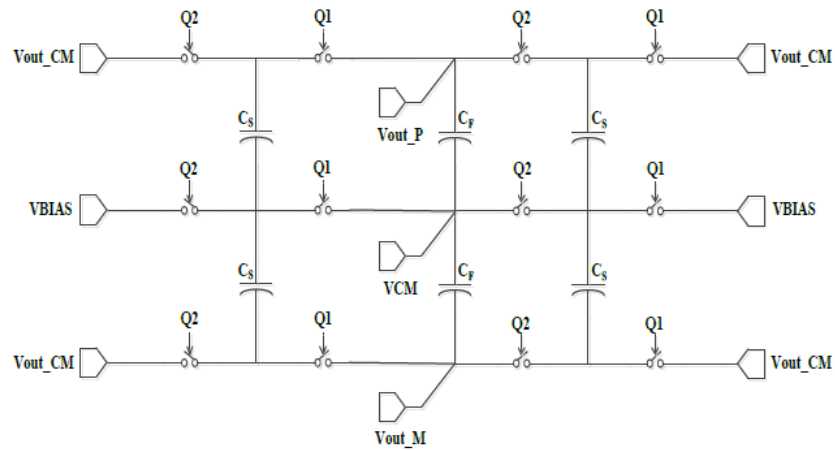 Q2 Q1 Q2 Q1
Vout_CM Vout_CM
CS CF CS
Vout_P
Q2 Q1 Q2 Q1
VBIAS VBIAS
CS CF CS
VCM
Q2 Q1 Q2 Q1
Vout_CM Vout_CM
Vout_M